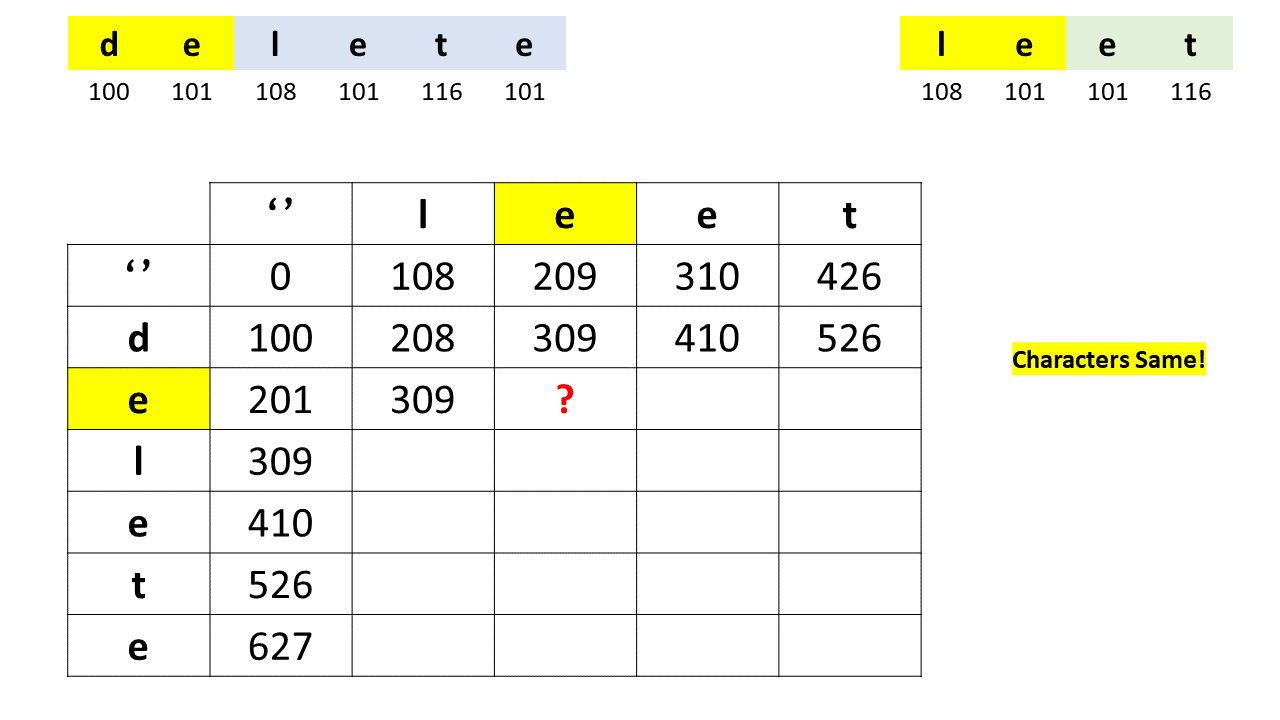 d e l e t e l e e t
100 101 108 101 116 101 108 101 101 116
‘’ l e e t
‘’ 0 108 209 310 426
d 100 208 309 410 526
Characters Same!
e 201 309 ?
l 309
e 410
t 526
e 627